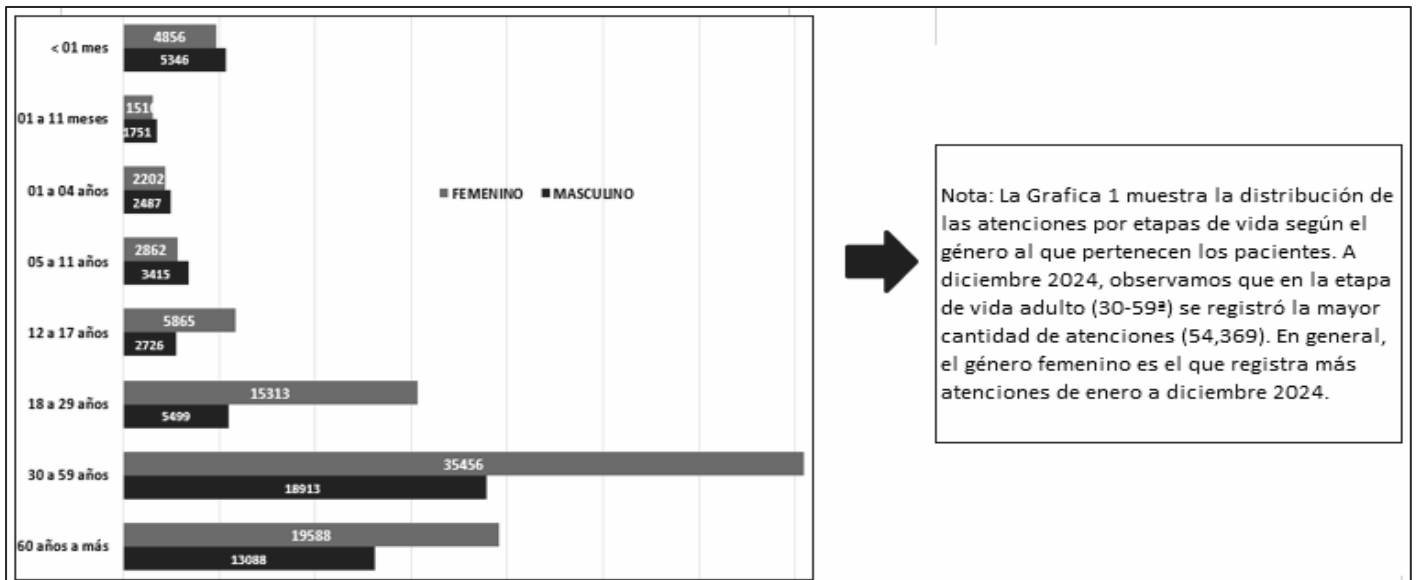 < 01 mes
4856
5346
01 a 11 meses
1751
01 a 04 años
2202
2487
FEMENINO MASCULINO
05 a 11 años
2862
3415
12 a 17 años
5865
2726
18 a 29 años
15313
5499
30 a 59 años
35456
18913
60 años a más
19588
13088
Nota: La Grafica 1 muestra la distribución de
las atenciones por etapas de vida según el
género al que pertenecen los pacientes. A
diciembre 2024, observamos que en la etapa
de vida adulto (30-59ª) se registró la mayor
cantidad de atenciones (54,369). En general,
el género femenino es el que registra más
atenciones de enero a diciembre 2024.